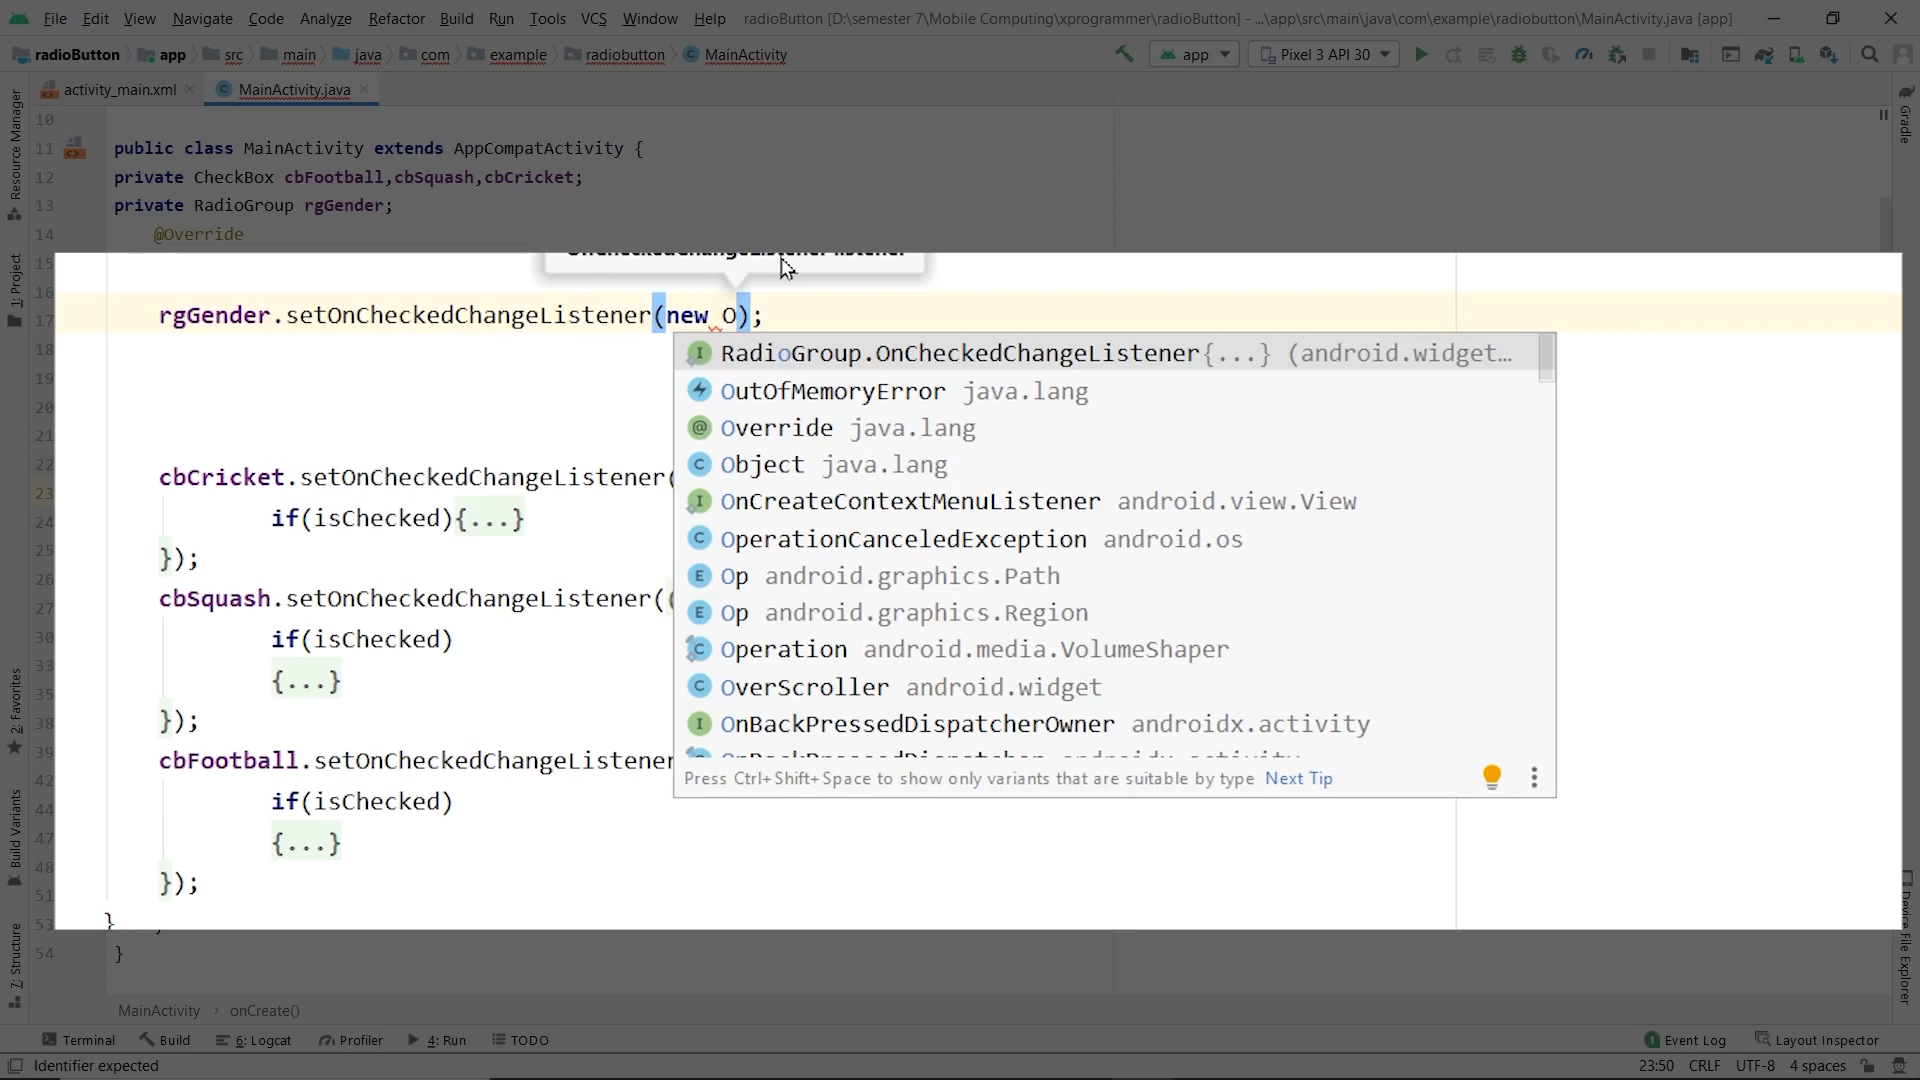 File Edit View Navigate Code Analyze Refactor Build Run Tools VCS Window Help radioButton [D:\semester 7\Mobile Computing\xprogrammer\radioButton] - ...\app\src\main\java\com\example\radiobutton\MainActivity.java [app]
radioButton app src main java com example radiobutton MainActivity app Pixel 3 API 30
activity_main.xml MainActivity.java
Resource Manager
1: Project
2: Favorites
Build Variants
7: Structure
Gradle
Device File Explorer
10
11 public class MainActivity extends AppCompatActivity {
12 private CheckBox cbFootball,cbSquash,cbCricket;
13 private RadioGroup rgGender;
14 @Override
15
16
17 rgGender.setOnCheckedChangeListener(new O);
18 RadioGroup.OnCheckedChangeListener{...} (android.widget...
19 OutOfMemoryError java.lang
20 Override java.lang
21 Object java.lang
OnCreateContextMenuListener android.view.View
OperationCanceledException android.os
Op android.graphics.Path
Op android.graphics.Region
Operation android.media.VolumeShaper
OverScroller android.widget
OnBackPressedDispatcherOwner androidx.activity
Press Ctrl+Shift+Space to show only variants that are suitable by type Next Tip
22 cbCricket.setOnCheckedChangeListener(
23 if(isChecked){...}
24
25 });
26
27 cbSquash.setOnCheckedChangeListener((
30 if(isChecked)
33 {...}
35
38 });
39 cbFootball.setOnCheckedChangeListener
42 if(isChecked)
44
47 {...}
48
51 });
53 }
54 }
MainActivity › onCreate()
Terminal Build 6: Logcat Profiler 4: Run TODO 1 Event Log Layout Inspector
Identifier expected 23:50 CRLF UTF-8 4 spaces